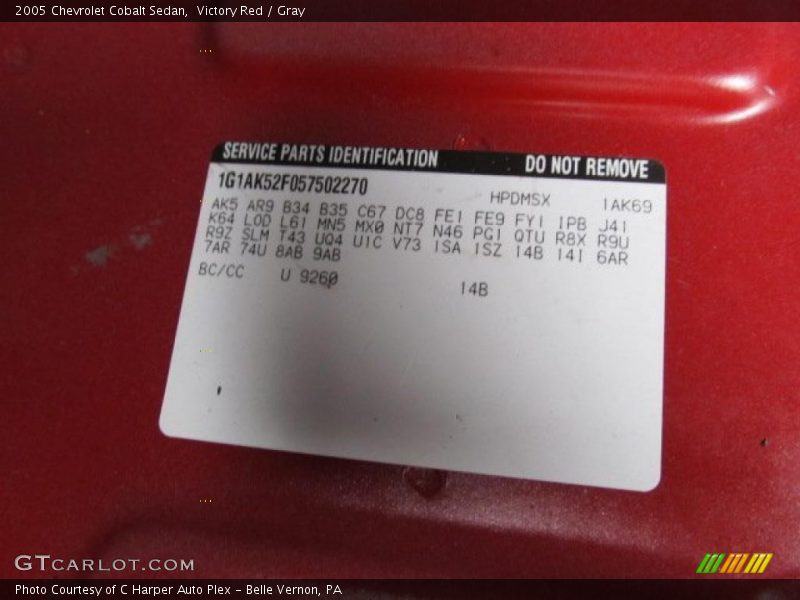 2005 Chevrolet Cobalt Sedan, Victory Red / Gray
SERVICE PARTS IDENTIFICATION DO NOT REMOVE
1G1AK52F057502270 HPDMSX 1AK69
AK5 AR9 B34 B35 C67 DC8 FE1 FE9 FY1 IPB J41
K64 L0D L61 MN5 MX0 NT7 N46 PG1 QTU R8X R9U
R9Z SLM T43 UQ4 U1C V73 1SA 1SZ 14B 14I 6AR
7AR 74U 8AB 9AB
BC/CC U 9260 14B
GTCARLOT.COM
Photo Courtesy of C Harper Auto Plex - Belle Vernon, PA